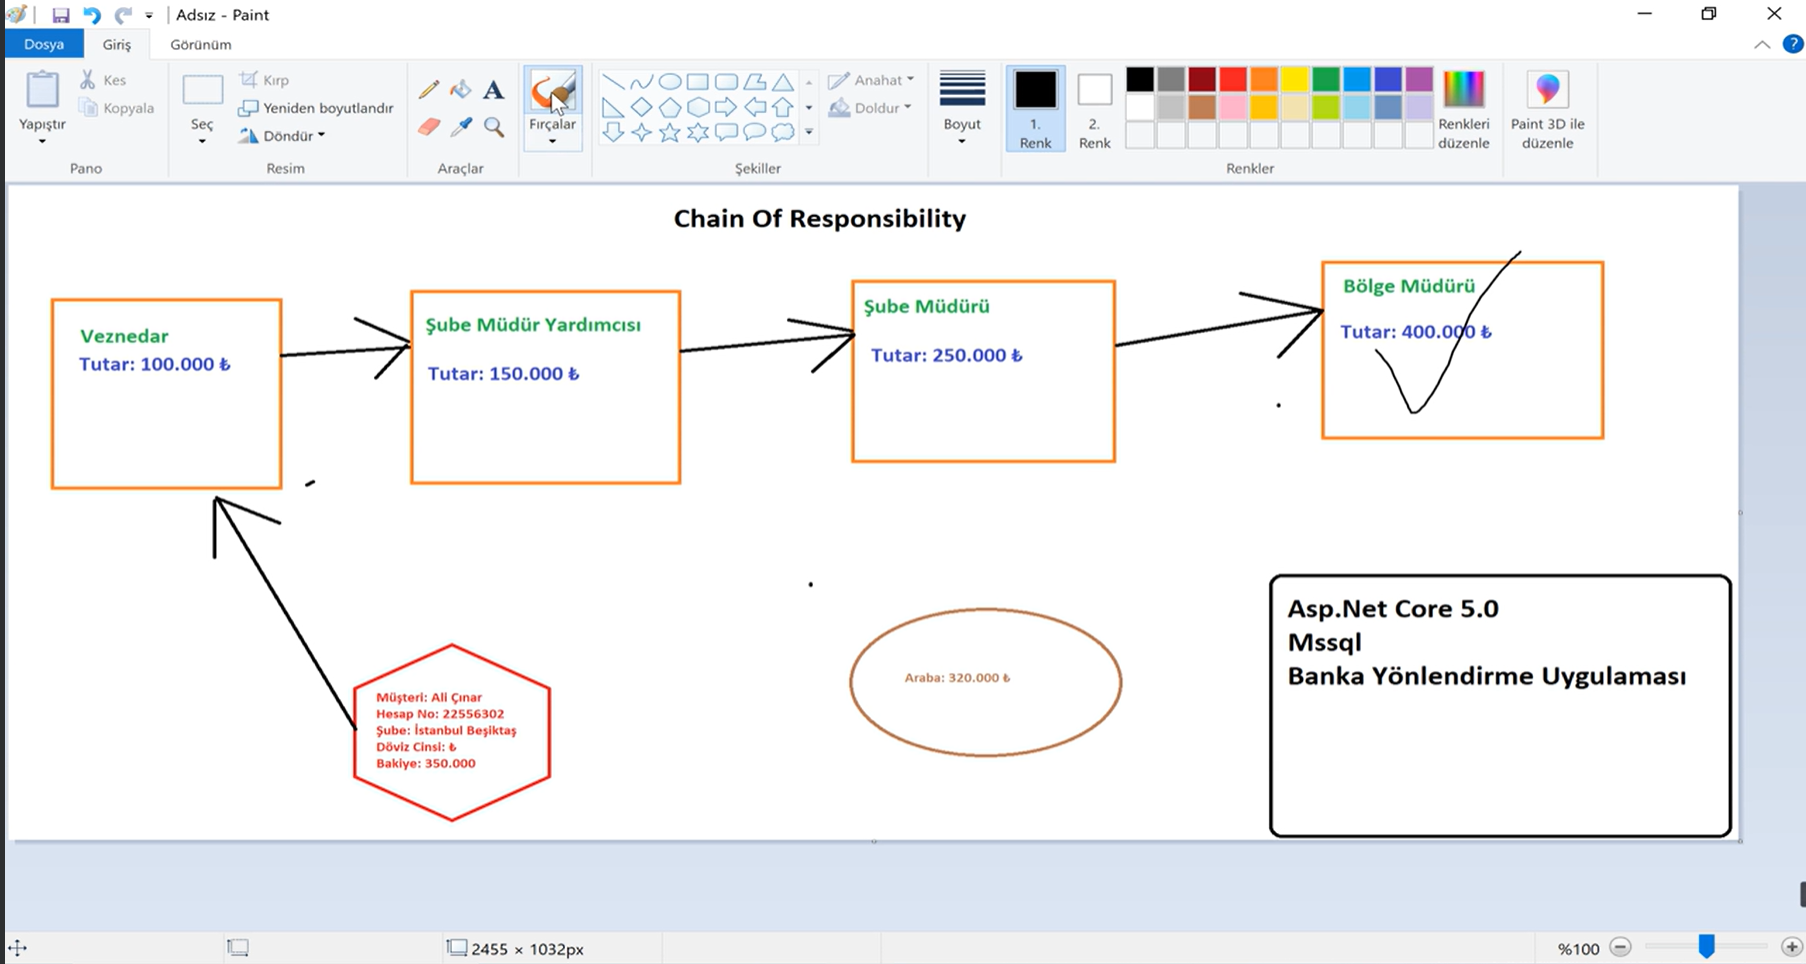 Adsız - Paint
Dosya
Giriş
Görünüm
Yapıştır
Kes
Kopyala
Pano
Seç
Kırp
Yeniden boyutlandır
Döndür
Resim
A
Araçlar
Fırçalar
Şekiller
Anahat
Doldur
Boyut
1.
Renk
2.
Renk
Renkleri
düzenle
Renkler
Paint 3D ile
düzenle
?
Chain Of Responsibility
Veznedar
Tutar: 100.000 ₺
Şube Müdür Yardımcısı
Tutar: 150.000 ₺
Şube Müdürü
Tutar: 250.000 ₺
Bölge Müdürü
Tutar: 400.000 ₺
Müşteri: Ali Çınar
Hesap No: 22556302
Şube: İstanbul Beşiktaş
Döviz Cinsi: ₺
Bakiye: 350.000
Araba: 320.000 ₺
Asp.Net Core 5.0
Mssql
Banka Yönlendirme Uygulaması
2455 × 1032px
%100